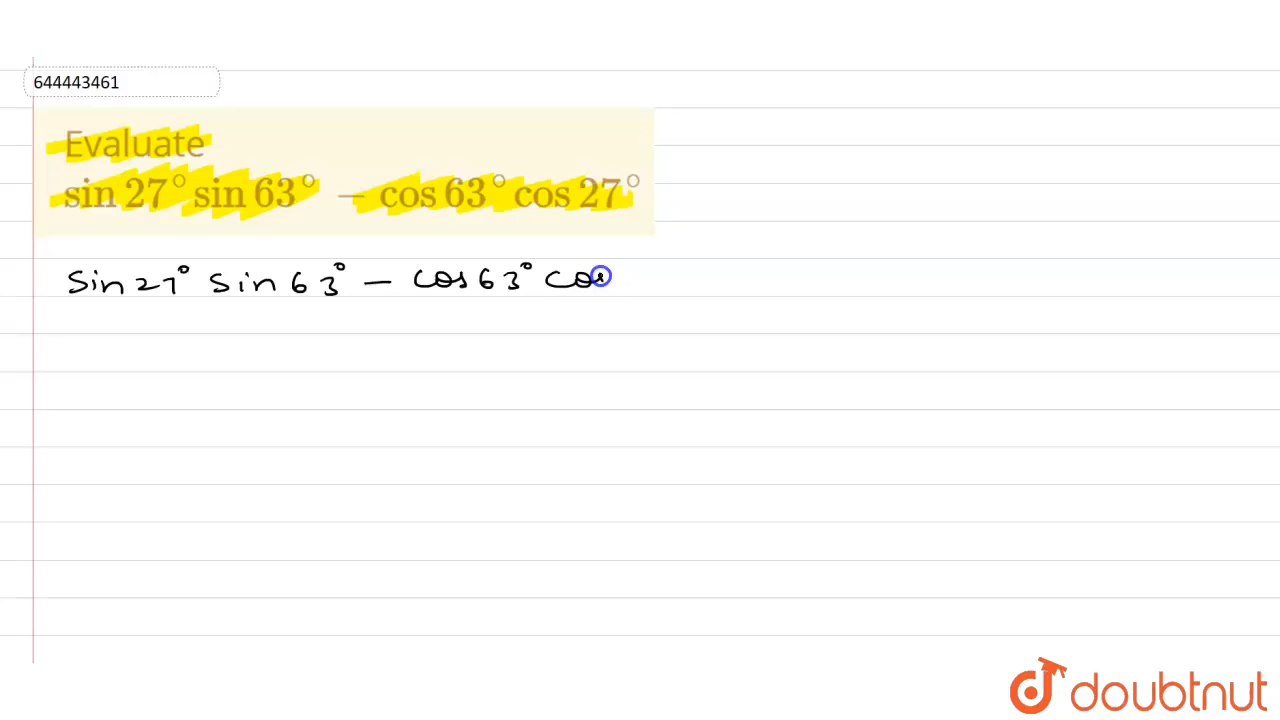 644443461
Evaluate
sin 27° sin 63° − cos 63° cos 27°
sin 27° sin 63° − cos 63° cos
doubtnut